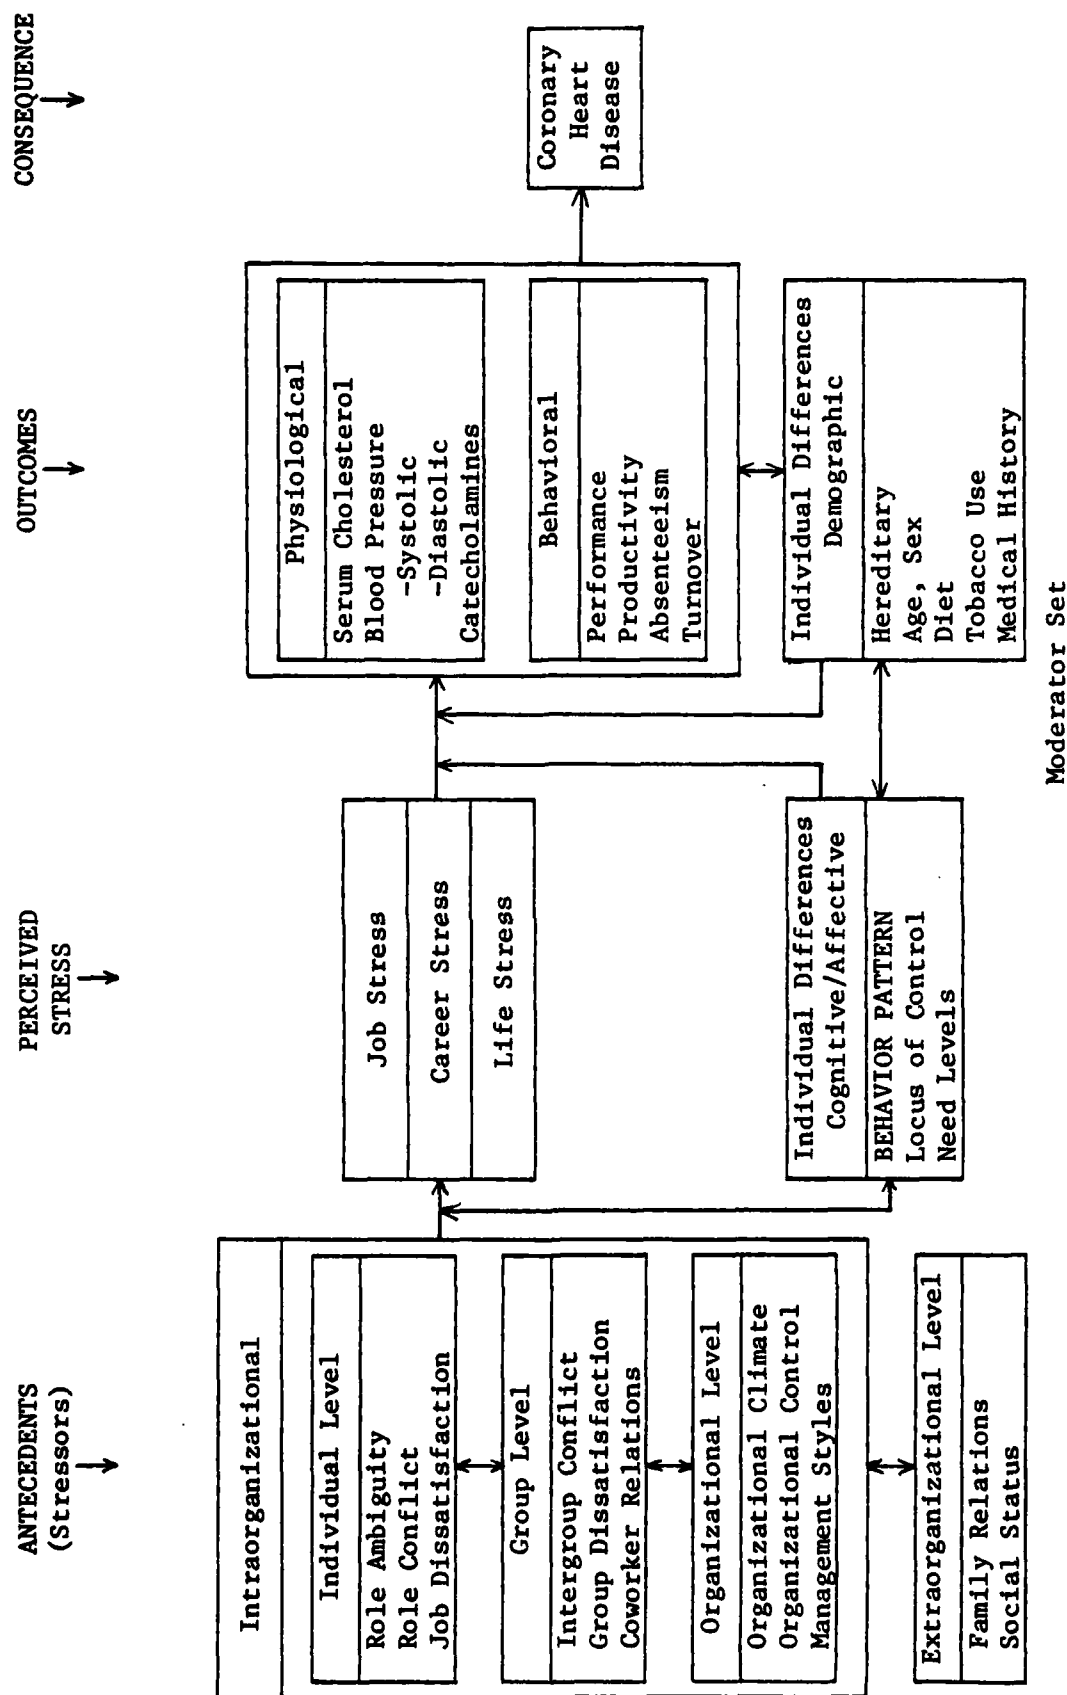 ANTECEDENTS
(Stressors)
PERCEIVED
STRESS
OUTCOMES
CONSEQUENCE
Intraorganizational
Individual Level
Role Ambiguity
Role Conflict
Job Dissatisfaction
Group Level
Intergroup Conflict
Group Dissatisfaction
Coworker Relations
Organizational Level
Organizational Climate
Organizational Control
Management Styles
Extraorganizational Level
Family Relations
Social Status
Job Stress
Career Stress
Life Stress
Individual Differences
Cognitive/Affective
BEHAVIOR PATTERN
Locus of Control
Need Levels
Physiological
Serum Cholesterol
Blood Pressure
-Systolic
-Diastolic
Catecholamines
Behavioral
Performance
Productivity
Absenteeism
Turnover
Individual Differences
Demographic
Hereditary
Age, Sex
Diet
Tobacco Use
Medical History
Coronary
Heart
Disease
Moderator Set